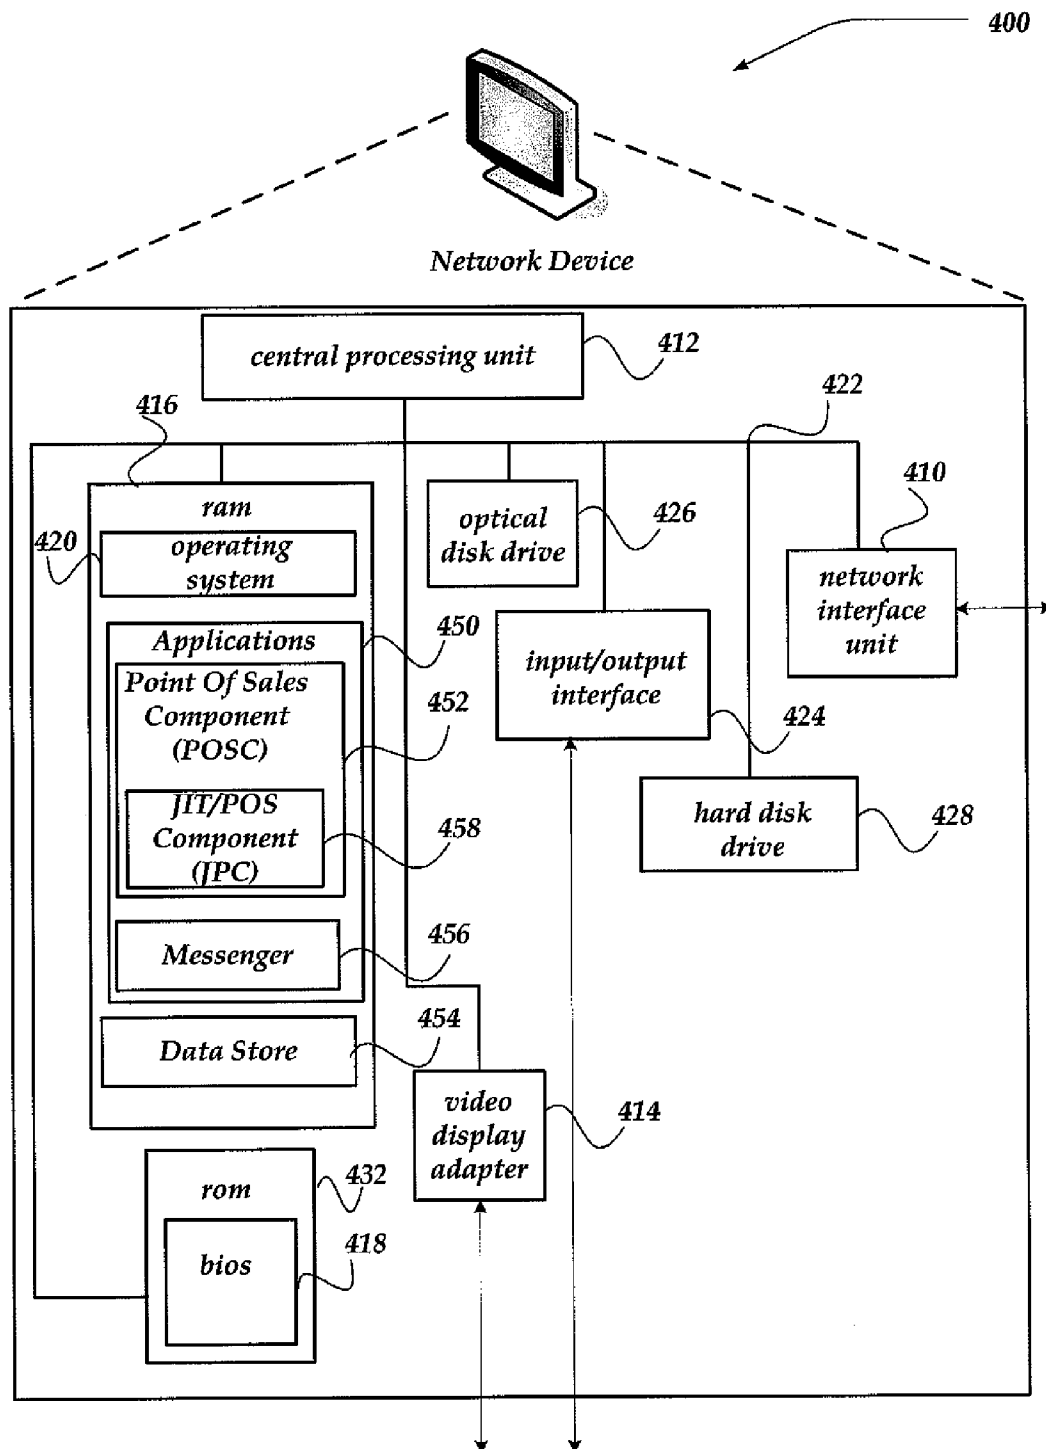 400
Network Device
central processing unit
412
422
416
410
ram
420
operating
system
optical
disk drive
426
network
interface
unit
Applications
450
Point Of Sales
Component
(POSC)
452
input/output
interface
424
JIT/POS
Component
(JPC)
458
hard disk
drive
428
Messenger
456
Data Store
454
video
display
adapter
414
rom
432
bios
418